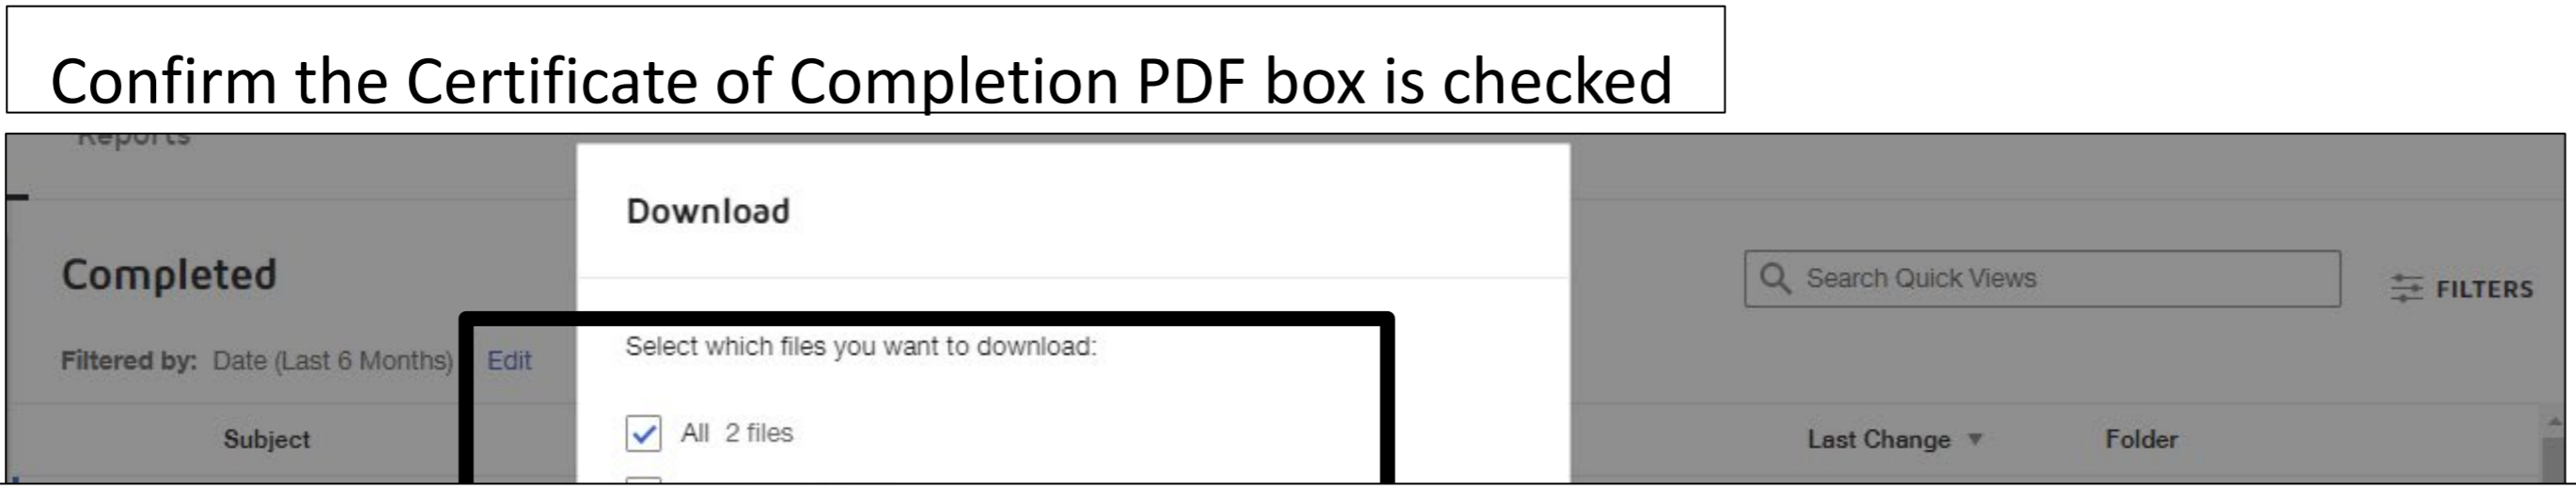 Confirm the Certificate of Completion PDF box is checked
Reports
Download
Completed
Search Quick Views
FILTERS
Filtered by: Date (Last 6 Months) Edit
Select which files you want to download:
All 2 files
Subject
Last Change
Folder